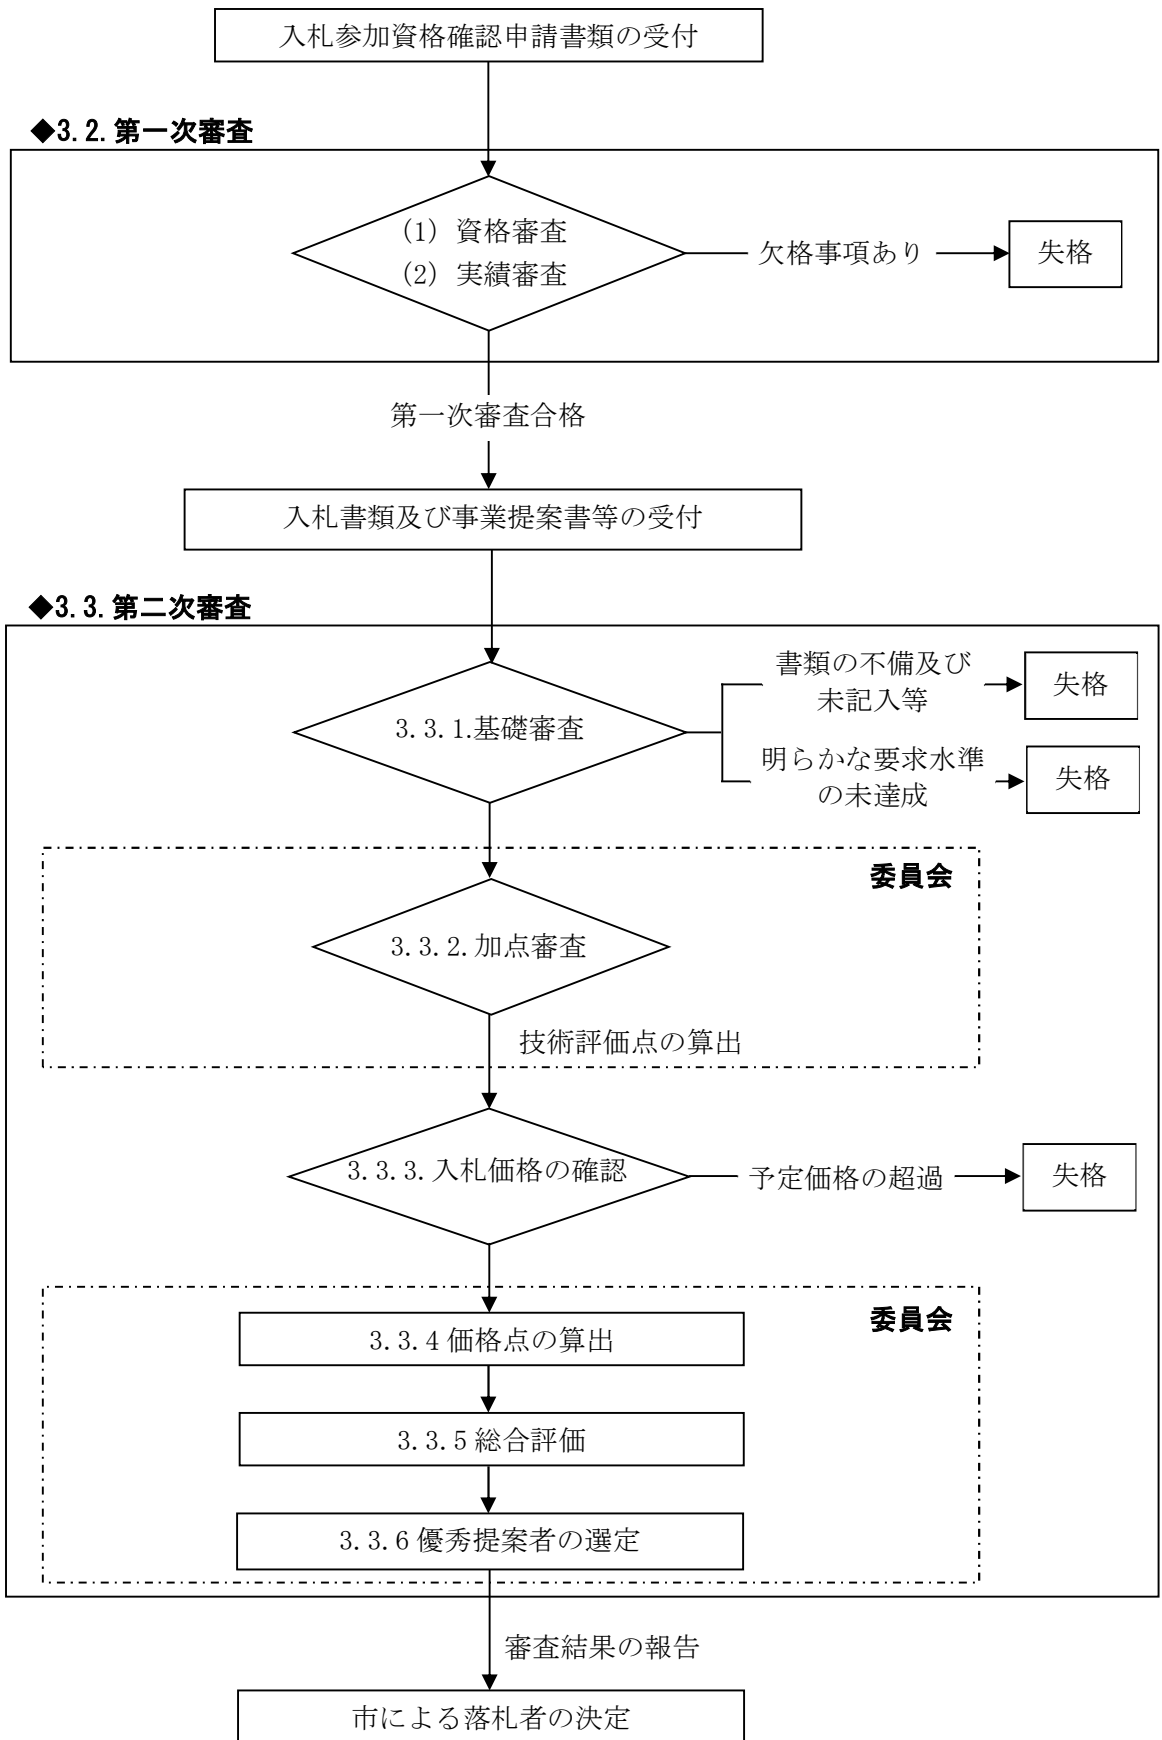 入札参加資格確認申請書類の受付
◆3.2.第一次審査
(1) 資格審査
(2) 実績審査
欠格事項あり
失格
第一次審査合格
入札書類及び事業提案書等の受付
◆3.3.第二次審査
3.3.1.基礎審査
書類の不備及び
未記入等
失格
明らかな要求水準
の未達成
失格
委員会
3.3.2.加点審査
技術評価点の算出
3.3.3.入札価格の確認
予定価格の超過
失格
委員会
3.3.4 価格点の算出
3.3.5 総合評価
3.3.6 優秀提案者の選定
審査結果の報告
市による落札者の決定